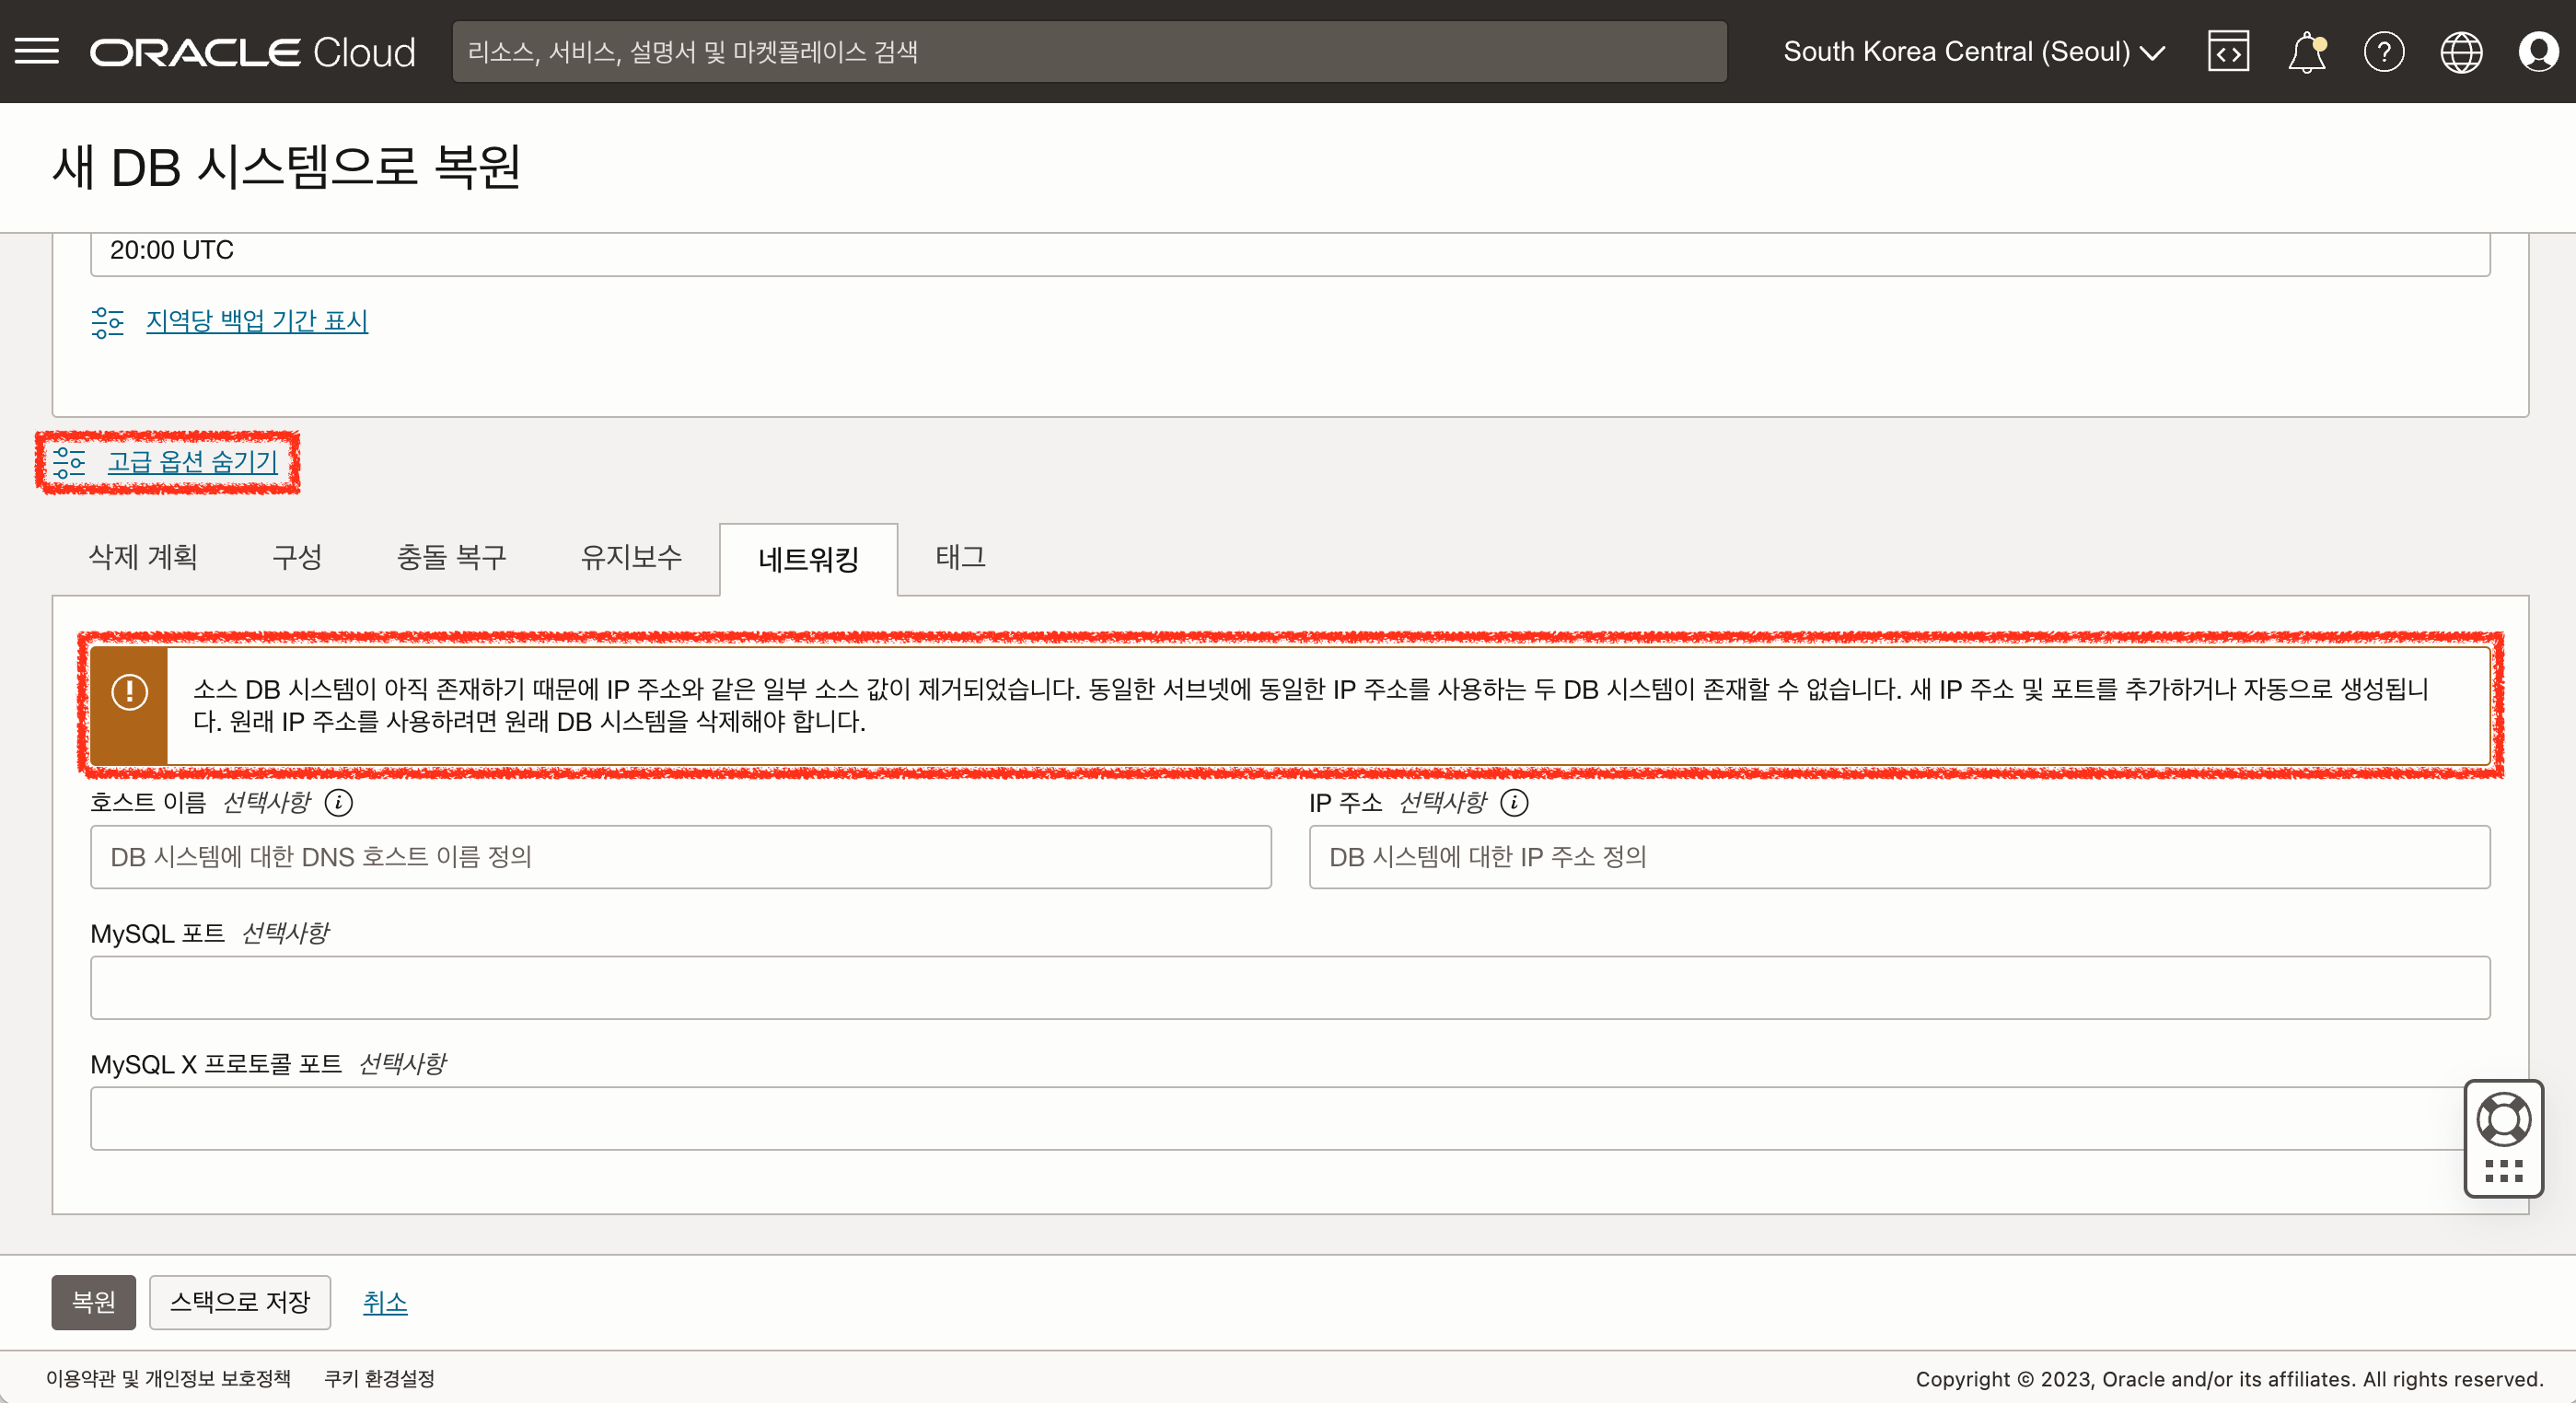 ORACLE Cloud
리소스, 서비스, 설명서 및 마켓플레이스 검색
South Korea Central (Seoul)
새 DB 시스템으로 복원
20:00 UTC
지역당 백업 기간 표시
고급 옵션 숨기기
삭제 계획
구성
충돌 복구
유지보수
네트워킹
태그
소스 DB 시스템이 아직 존재하기 때문에 IP 주소와 같은 일부 소스 값이 제거되었습니다. 동일한 서브넷에 동일한 IP 주소를 사용하는 두 DB 시스템이 존재할 수 없습니다. 새 IP 주소 및 포트를 추가하거나 자동으로 생성됩니
다. 원래 IP 주소를 사용하려면 원래 DB 시스템을 삭제해야 합니다.
호스트 이름 선택사항
DB 시스템에 대한 DNS 호스트 이름 정의
IP 주소 선택사항
DB 시스템에 대한 IP 주소 정의
MySQL 포트 선택사항
MySQL X 프로토콜 포트 선택사항
복원
스택으로 저장
취소
이용약관 및 개인정보 보호정책
쿠키 환경설정
Copyright © 2023, Oracle and/or its affiliates. All rights reserved.